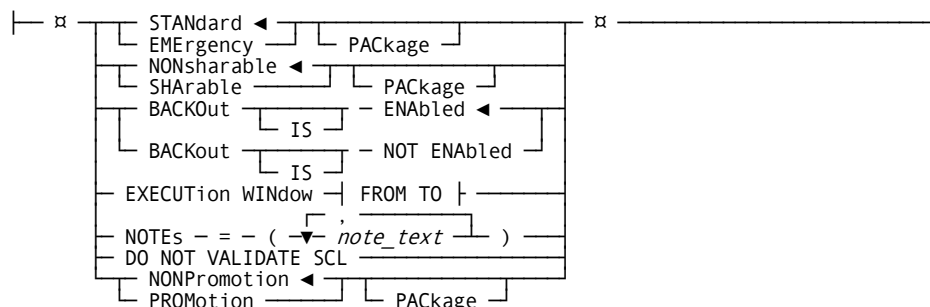 ¤ STANdard ◄ ¤
EMErgency PACkage
NONsharable ◄
SHArable PACkage
BACKOut IS - ENAbled ◄
BACKout IS - NOT ENAbled
EXECUTion WINdow FROM TO
,
NOTEs - = - ( ▼ note_text )
DO NOT VALIDATE SCL
NONPromotion ◄
PROMotion PACkage